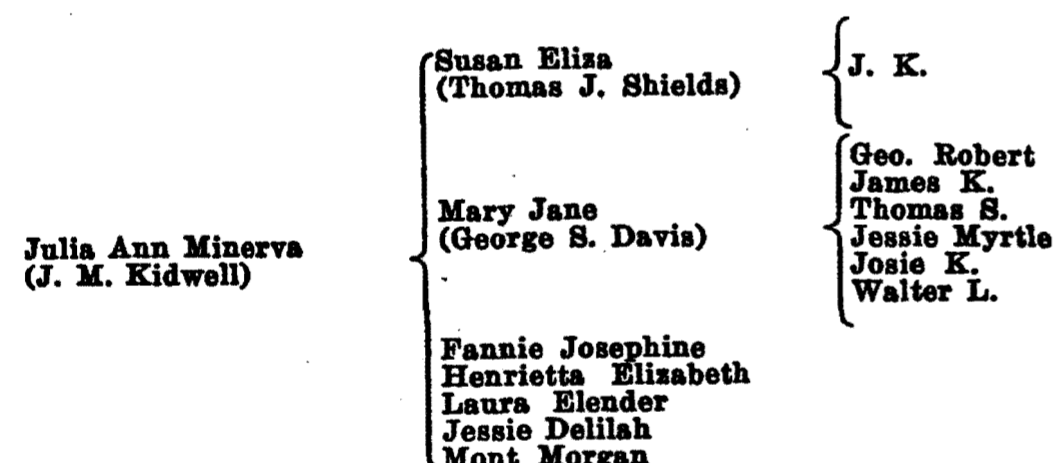 Julia Ann Minerva
(J. M. Kidwell)
Susan Eliza
(Thomas J. Shields)
J. K.
Mary Jane
(George S. Davis)
Geo. Robert
James K.
Thomas S.
Jessie Myrtle
Josie K.
Walter L.
Fannie Josephine
Henrietta Elizabeth
Laura Elender
Jessie Delilah
Mont Morgan